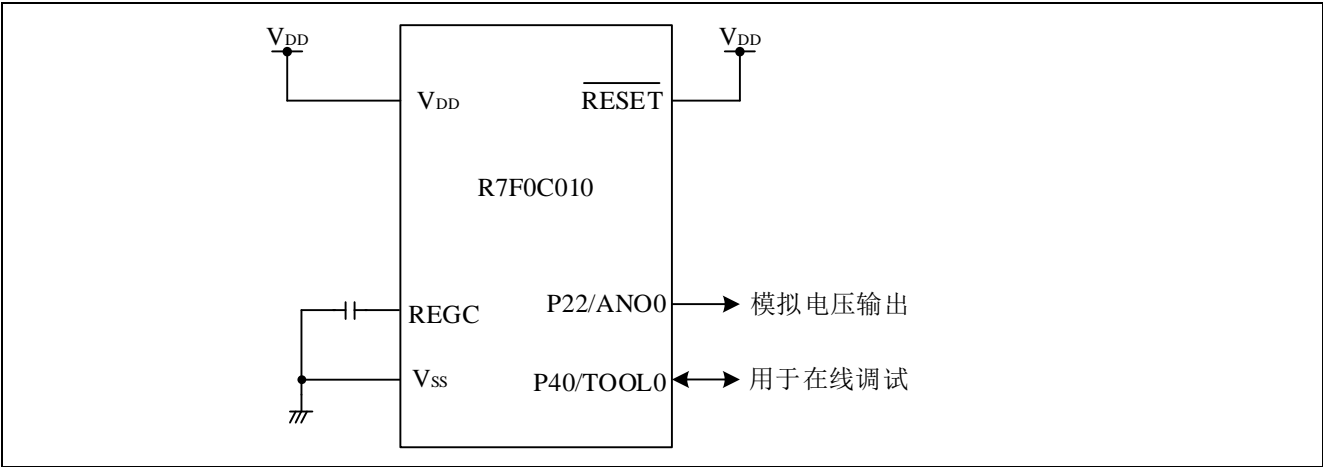 VDD VDD
VDD RESET
R7F0C010
P22/ANO0 模拟电压输出
REGC
VSS P40/TOOL0 用于在线调试